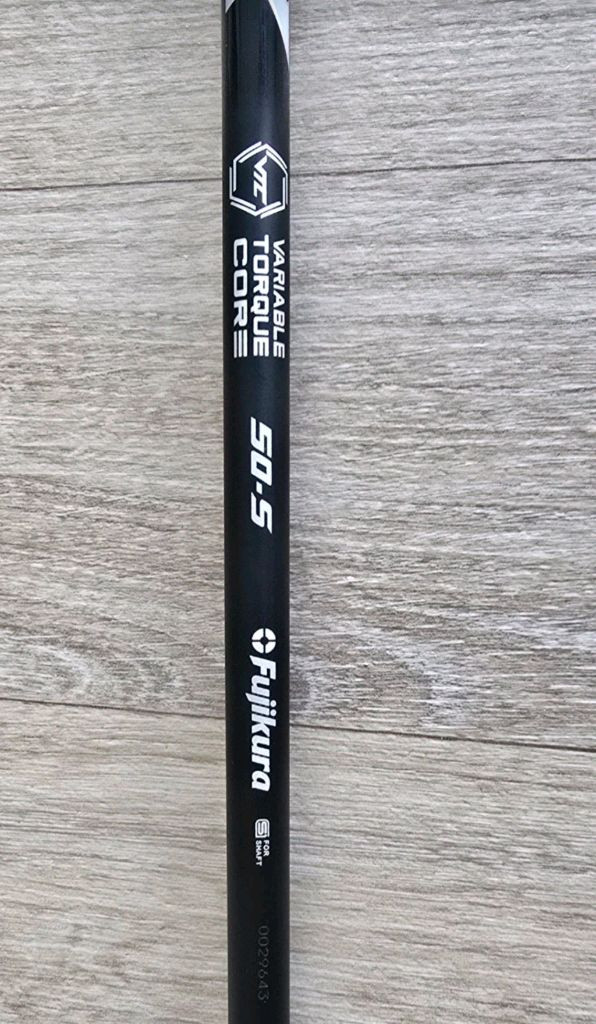 VTC
VARIABLE
TORQUE
CORE
50-S
Fujikura
S FOR
SHAFT
0029643